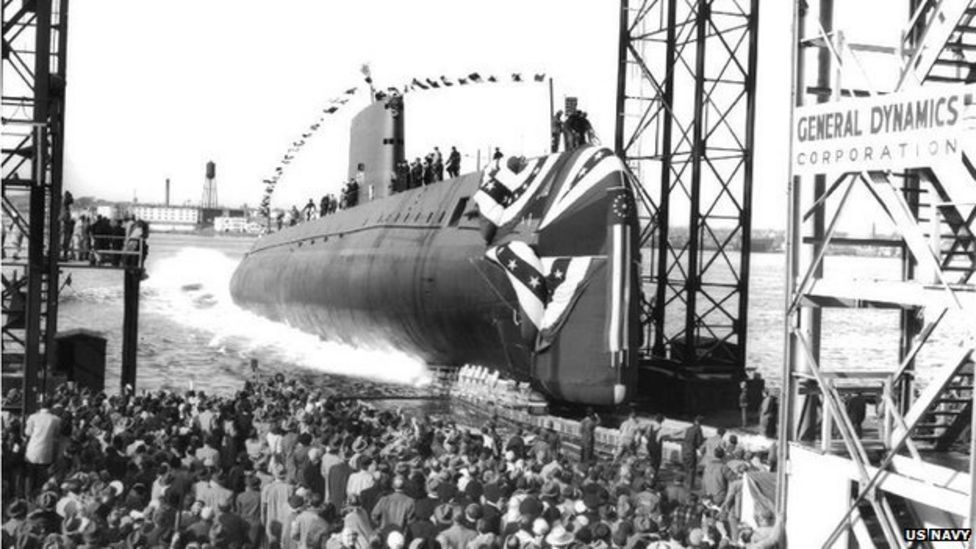 GENERAL DYNAMICS
CORPORATION
US NAVY